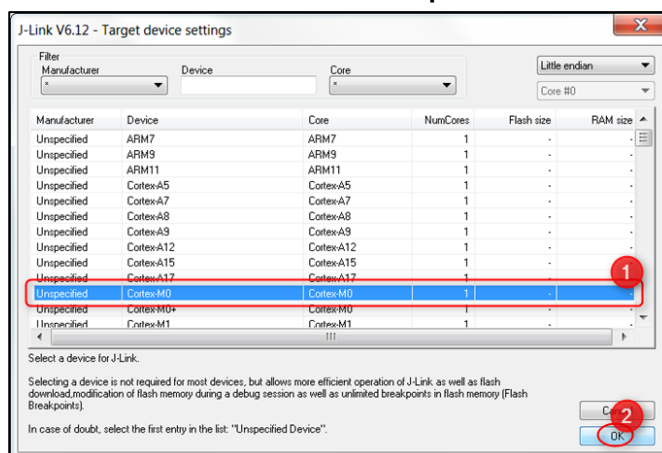 J-Link V6.12 - Target device settings
Filter
Manufacturer Device Core
* *
Little endian
Core #0
Manufacturer Device Core NumCores Flash size RAM size
Unspecified ARM7 ARM7 1 - -
Unspecified ARM9 ARM9 1 - -
Unspecified ARM11 ARM11 1 - -
Unspecified Cortex-A5 Cortex-A5 1 - -
Unspecified Cortex-A7 Cortex-A7 1 - -
Unspecified Cortex-A8 Cortex-A8 1 - -
Unspecified Cortex-A9 Cortex-A9 1 - -
Unspecified Cortex-A12 Cortex-A12 1 - -
Unspecified Cortex-A15 Cortex-A15 1 - -
Unspecified Cortex-A17 Cortex-A17 1 -
1
Unspecified Cortex-M0 Cortex-M0 1 - -
Unspecified Cortex-M0+ Cortex-M0 1 - -
Unspecified Cortex-M1 Cortex-M1 1 - -
Select a device for J-Link.
Selecting a device is not required for most devices, but allows more efficient operation of J-Link as well as flash
download,modification of flash memory during a debug session as well as unlimited breakpoints in flash memory (Flash
Breakpoints).
In case of doubt, select the first entry in the list: "Unspecified Device".
2
OK